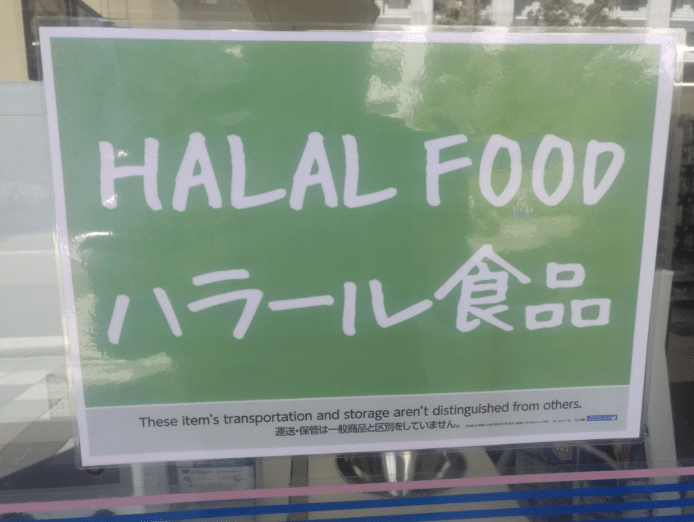 HALAL FOOD
ハラール食品
These item's transportation and storage aren't distinguished from others.
運送・保管は一般商品と区別をしていません。